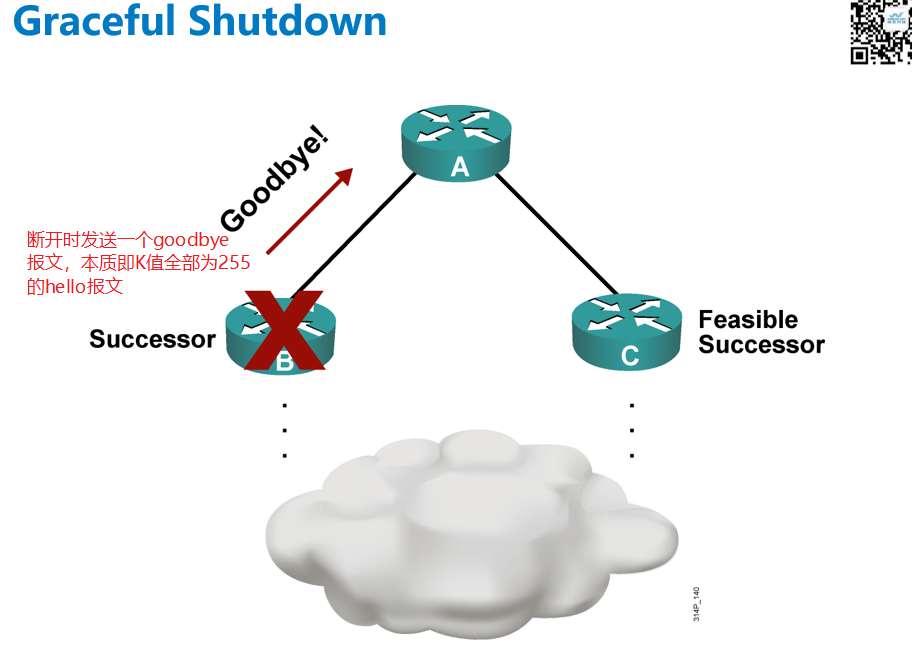 Graceful Shutdown
Goodbye!
A
断开时发送一个goodbye
报文，本质即K值全部为255
的hello报文
Successor
B
C
Feasible
Successor
314P_140